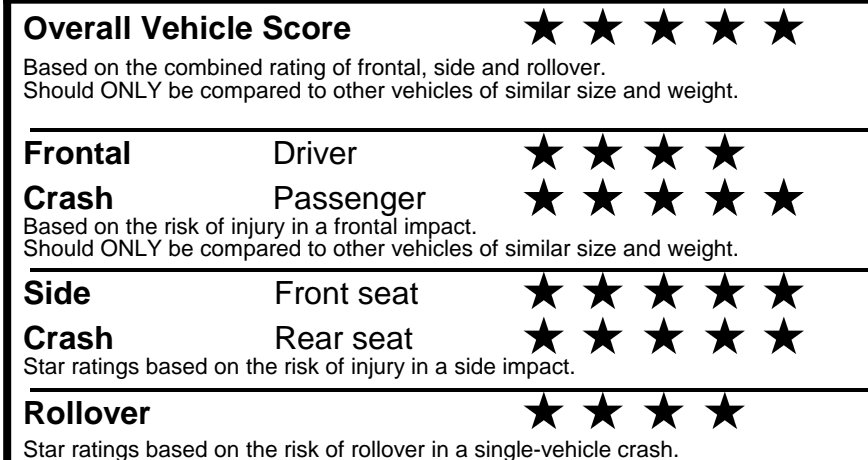 Overall Vehicle Score ★ ★ ★ ★ ★
Based on the combined rating of frontal, side and rollover.
Should ONLY be compared to other vehicles of similar size and weight.
Frontal Driver ★ ★ ★ ★
Crash Passenger ★ ★ ★ ★ ★
Based on the risk of injury in a frontal impact.
Should ONLY be compared to other vehicles of similar size and weight.
Side Front seat ★ ★ ★ ★ ★
Crash Rear seat ★ ★ ★ ★ ★
Star ratings based on the risk of injury in a side impact.
Rollover ★ ★ ★ ★
Star ratings based on the risk of rollover in a single-vehicle crash.